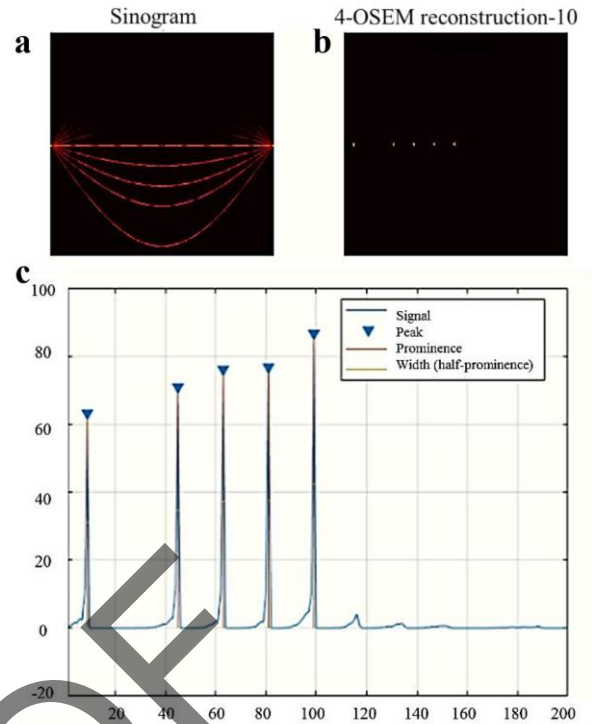 Sinogram
4-OSEM reconstruction-10
a
b
c
100
80
60
40
20
0
-20
Signal
Peak
Prominence
Width (half-prominence)
20 40 60 80 100 120 140 160 180 200